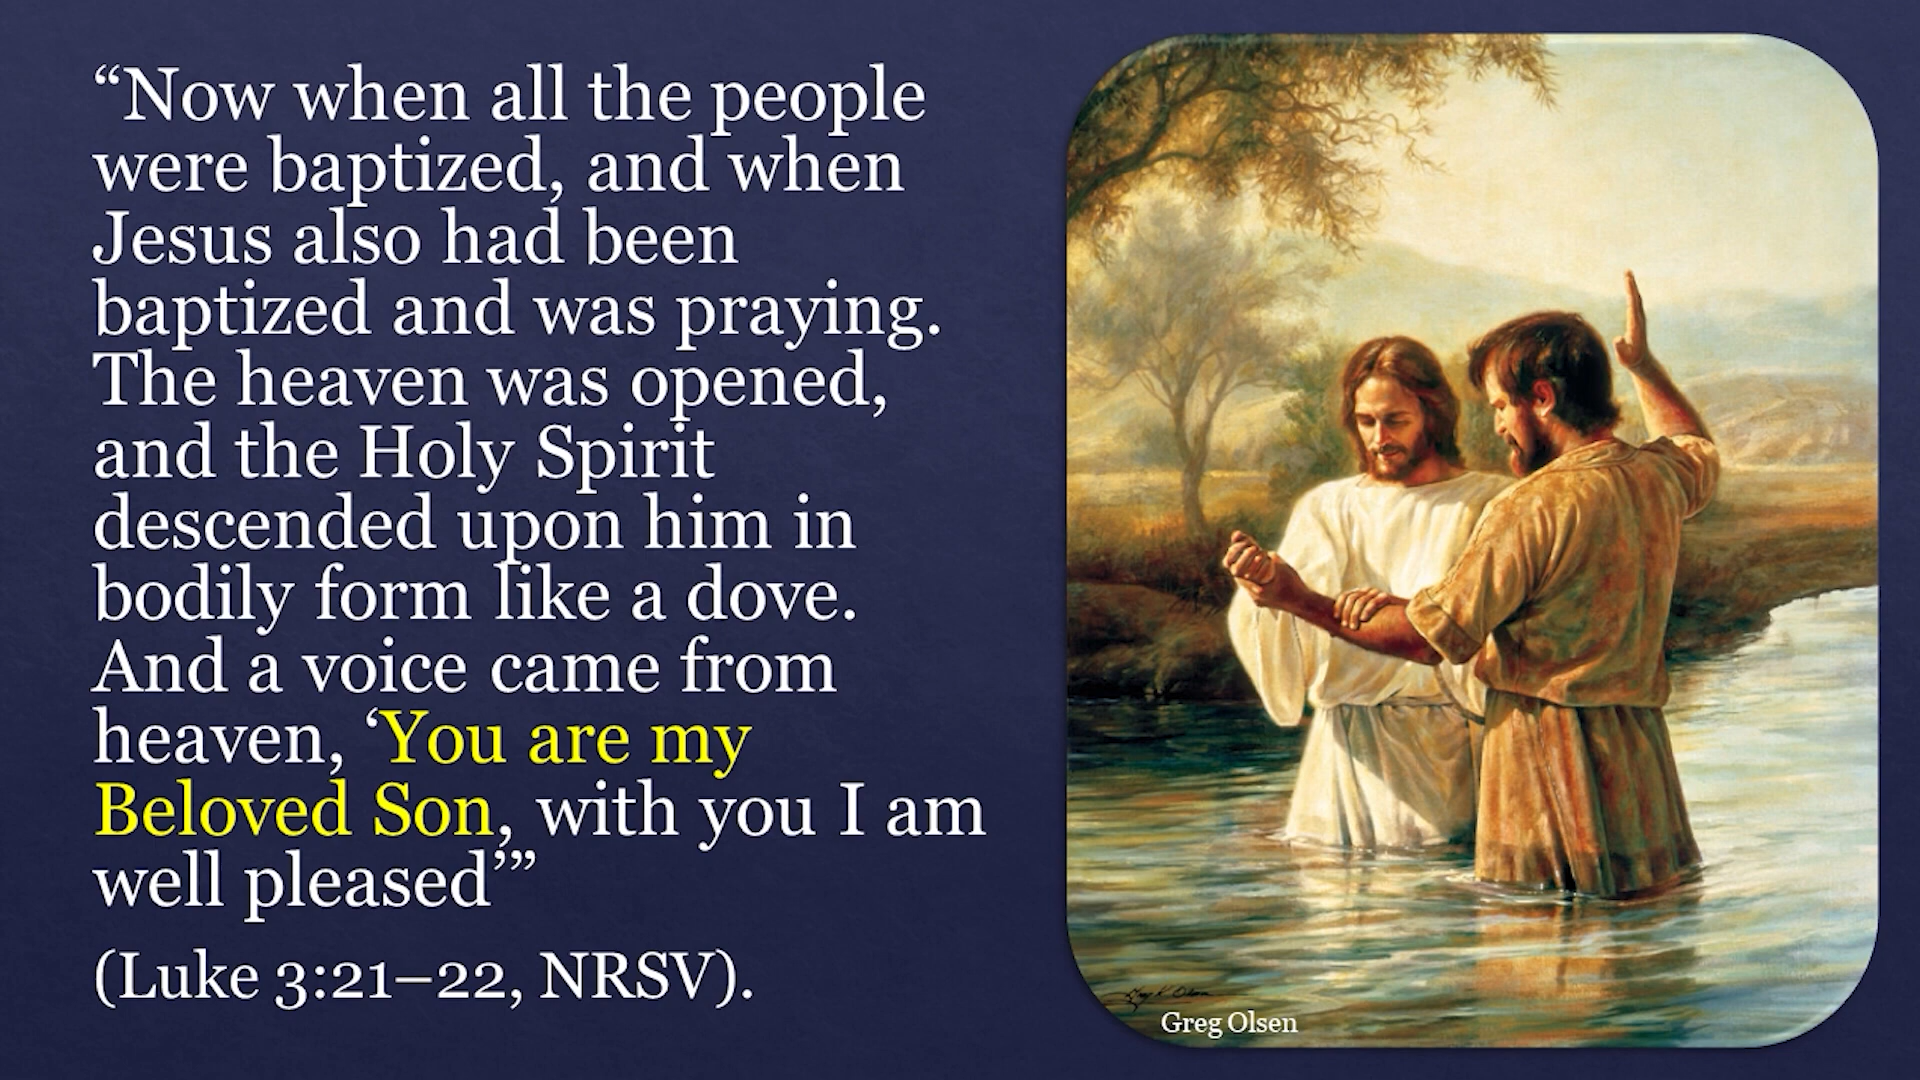 “Now when all the people
were baptized, and when
Jesus also had been
baptized and was praying.
The heaven was opened,
and the Holy Spirit
descended upon him in
bodily form like a dove.
And a voice came from
heaven, ‘You are my
Beloved Son, with you I am
well pleased’”
(Luke 3:21–22, NRSV).
Greg Olsen